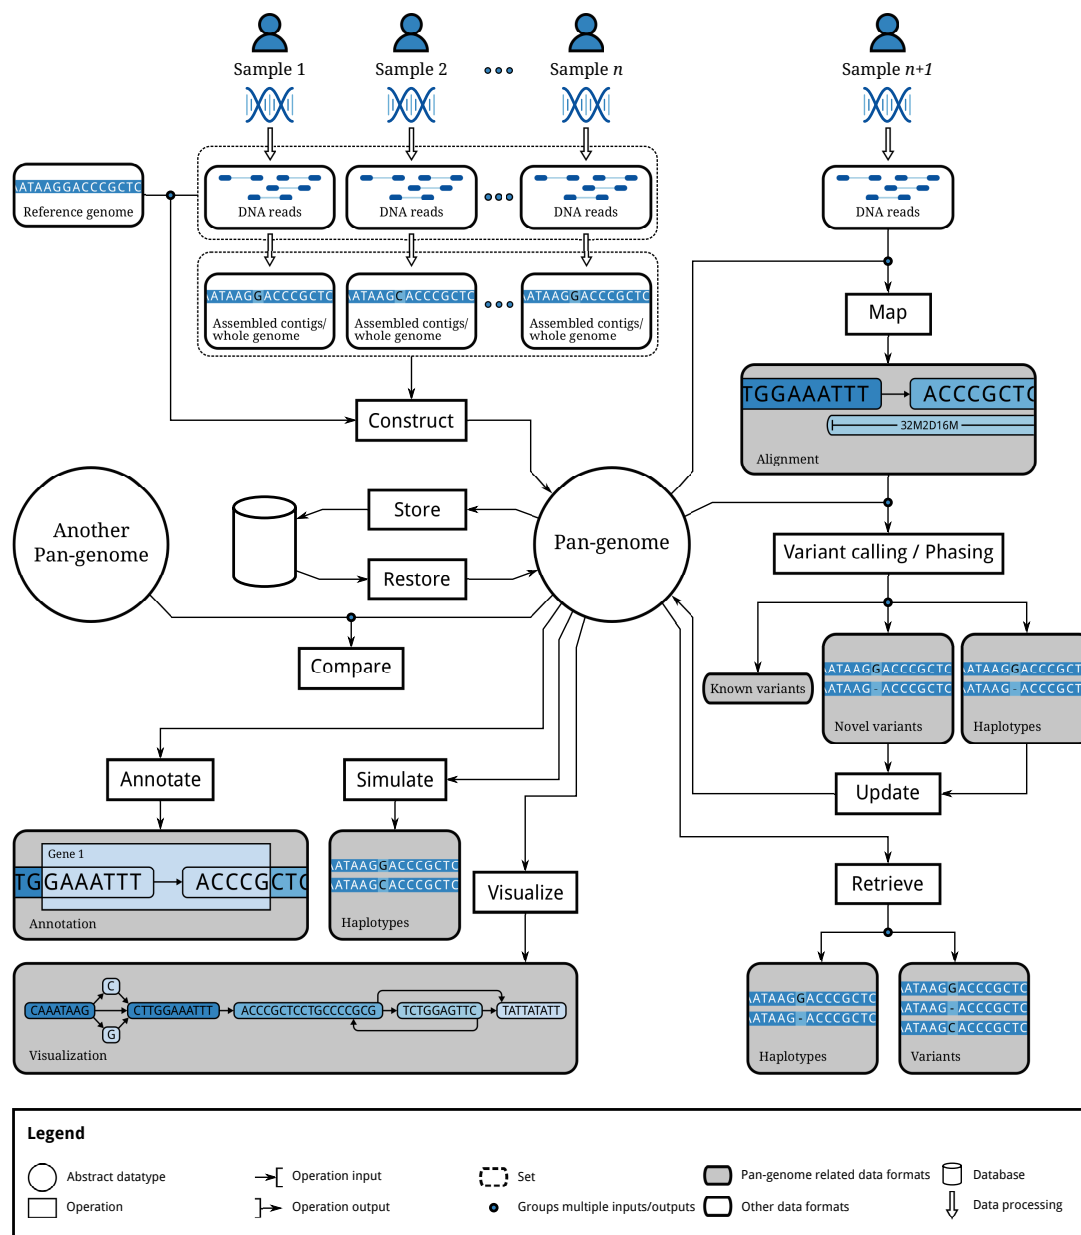 Sample 1
Sample 2
Sample n
Sample n+1
ATAAGGACCCGCTC
Reference genome
DNA reads
DNA reads
DNA reads
DNA reads
ATAAGGACCCGCTC
Assembled contigs/
whole genome
ATAAGCACCCGCTC
Assembled contigs/
whole genome
ATAAGGACCCGCTC
Assembled contigs/
whole genome
Map
TGGAAATTT
ACCCGCTC
32M2D16M
Alignment
Construct
Another
Pan-genome
Store
Restore
Pan-genome
Variant calling / Phasing
Compare
Known variants
ATAAGGACCCGCTC
ATAAG-ACCCGCTC
Novel variants
ATAAGGACCCGCT
ATAAG-ACCCGCT
Haplotypes
Annotate
Simulate
Update
Gene 1
TGGAAATTT
ACCCGCTC
Annotation
ATAAGGACCCGCTC
ATAAGCACCCGCTC
Haplotypes
Visualize
Retrieve
CAAATAAG
C
G
CTTGGAAATTT
ACCCGCTCCTGCCCCGCG
TCTGGAGTTC
TATTATATT
Visualization
ATAAGGACCCGCTC
ATAAG-ACCCGCTC
Haplotypes
ATAAGGACCCGCTC
ATAAG-ACCCGCTC
ATAAGCACCCGCTC
Variants
Legend
Abstract datatype
Operation input
Set
Pan-genome related data formats
Database
Operation
Operation output
Groups multiple inputs/outputs
Other data formats
Data processing